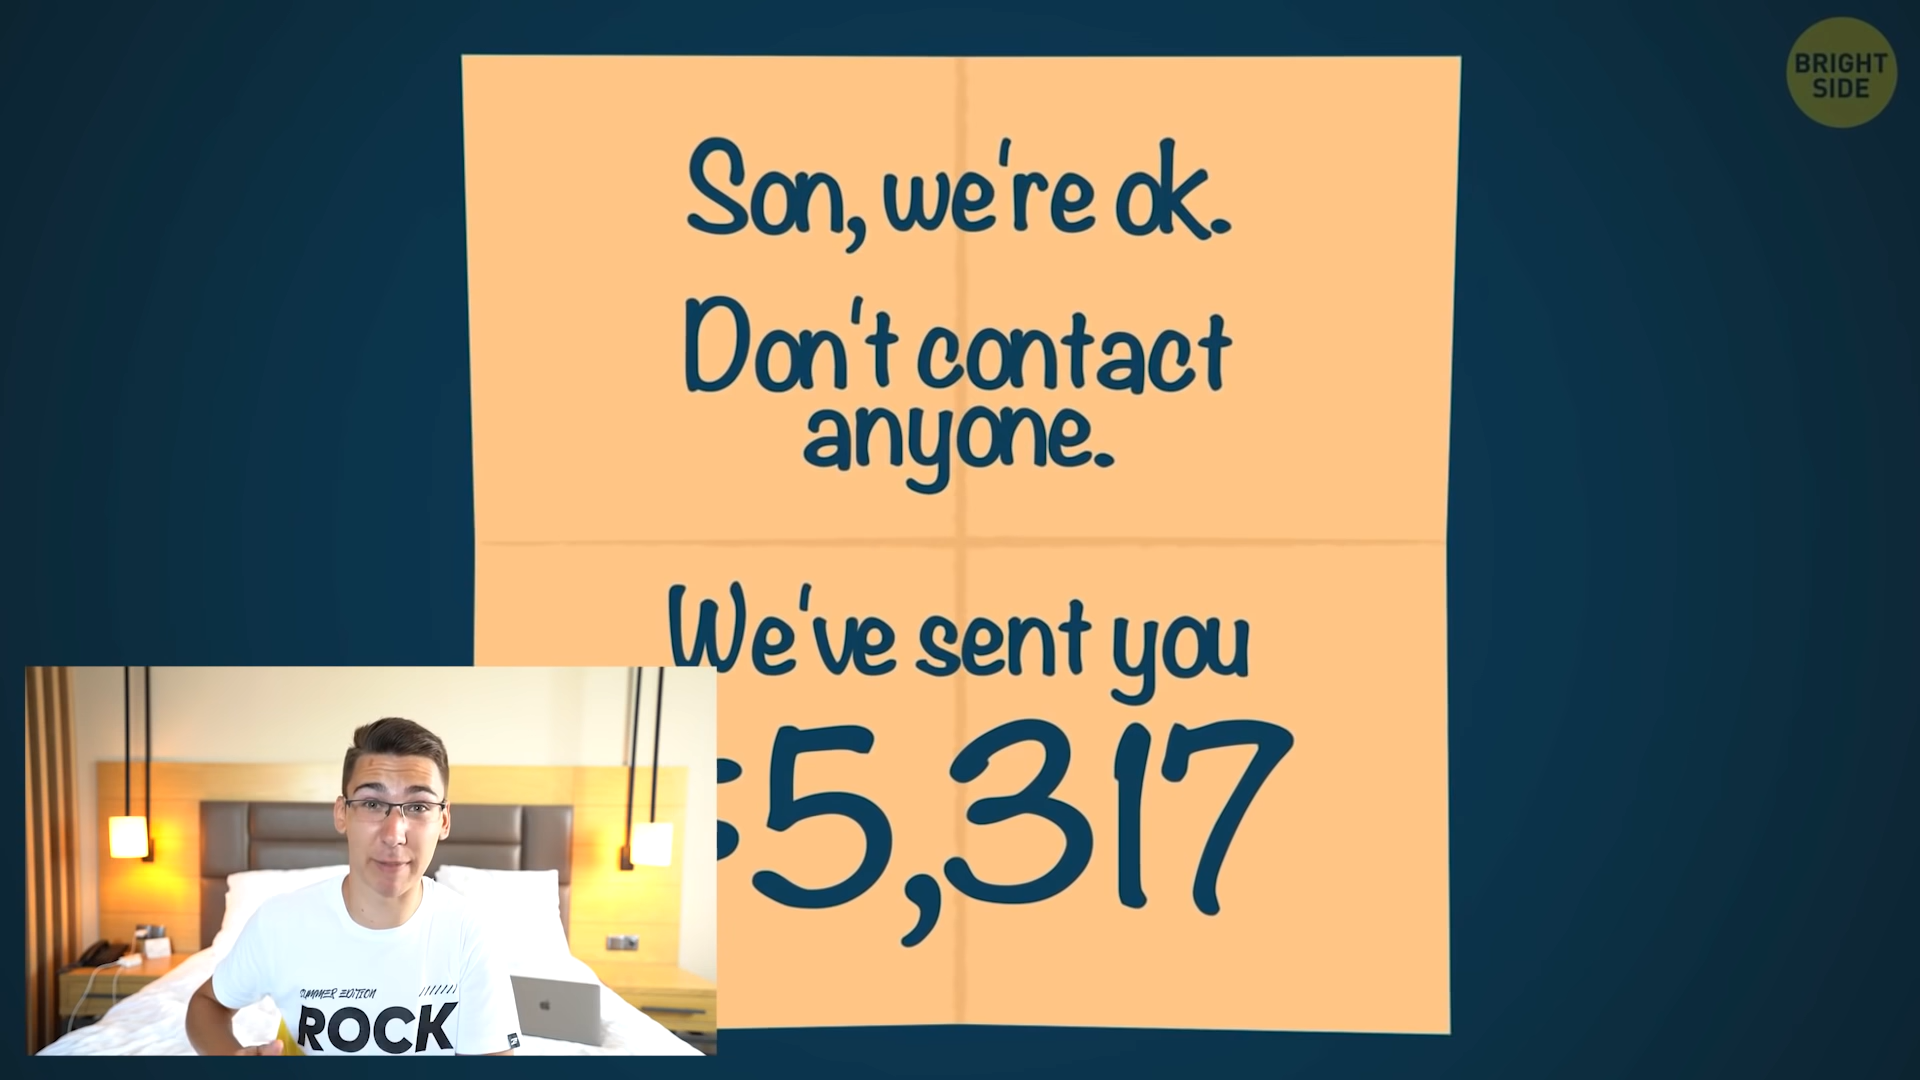 BRIGHT
SIDE
Son, we're ok.
Don't contact
anyone.
We've sent you
$5,317
SUMMER EDITION
ROCK